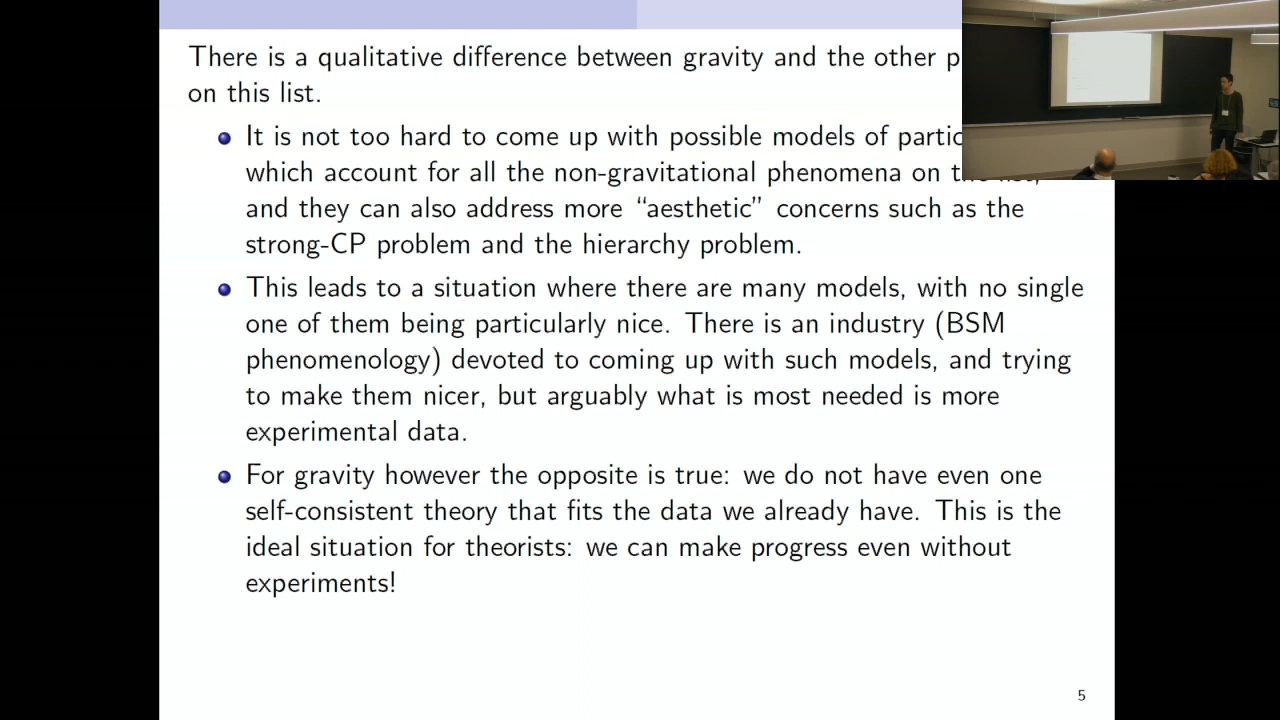 There is a qualitative difference between gravity and the other
on this list.
It is not too hard to come up with possible models of
which account for all the non-gravitational phenomena on
and they can also address more “aesthetic” concerns such as the
strong-CP problem and the hierarchy problem.
This leads to a situation where there are many models, with no single
one of them being particularly nice. There is an industry (BSM
phenomenology) devoted to coming up with such models, and trying
to make them nicer, but arguably what is most needed is more
experimental data.
For gravity however the opposite is true: we do not have even one
self-consistent theory that fits the data we already have. This is the
ideal situation for theorists: we can make progress even without
experiments!
5